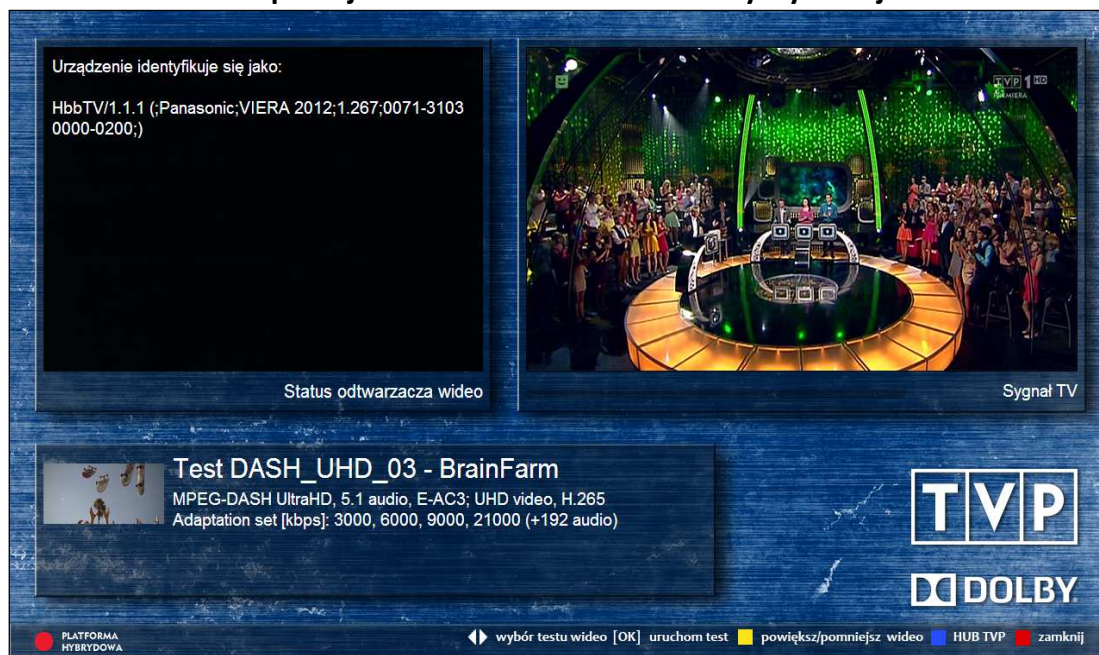 Urządzenie identyfikuje się jako:
HbbTV/1.1.1 (;Panasonic;VIERA 2012;1.267;0071-3103
0000-0200;)
Status odtwarzacza wideo
TVP 1 HD
PREMIERA
Sygnał TV
Test DASH_UHD_03 - BrainFarm
MPEG-DASH UltraHD, 5.1 audio, E-AC3; UHD video, H.265
Adaptation set [kbps]: 3000, 6000, 9000, 21000 (+192 audio)
TVP
DOLBY
PLATFORMA
HYBRYDOWA
wybór testu wideo [OK] uruchom test powiększ/pomniejsz wideo HUB TVP zamknij